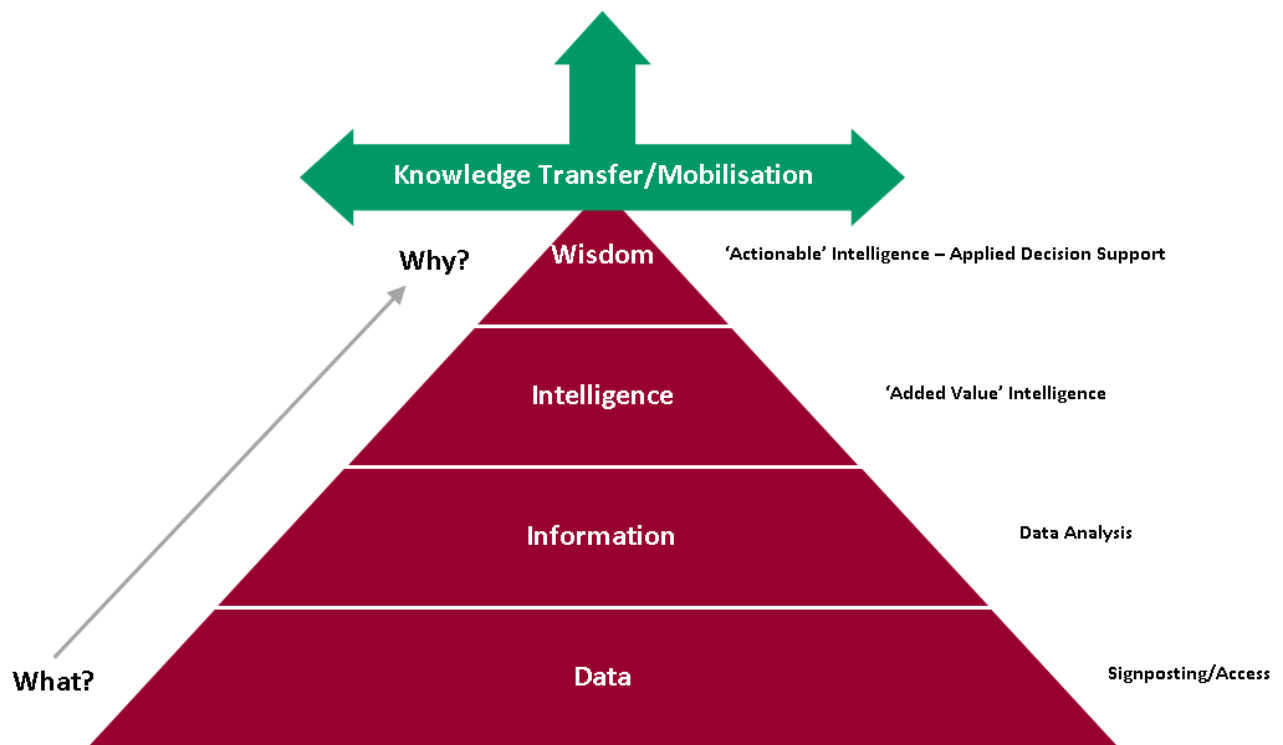 Knowledge Transfer/Mobilisation
Why?
Wisdom
‘Actionable’ Intelligence – Applied Decision Support
Intelligence
‘Added Value’ Intelligence
Information
Data Analysis
What?
Data
Signposting/Access